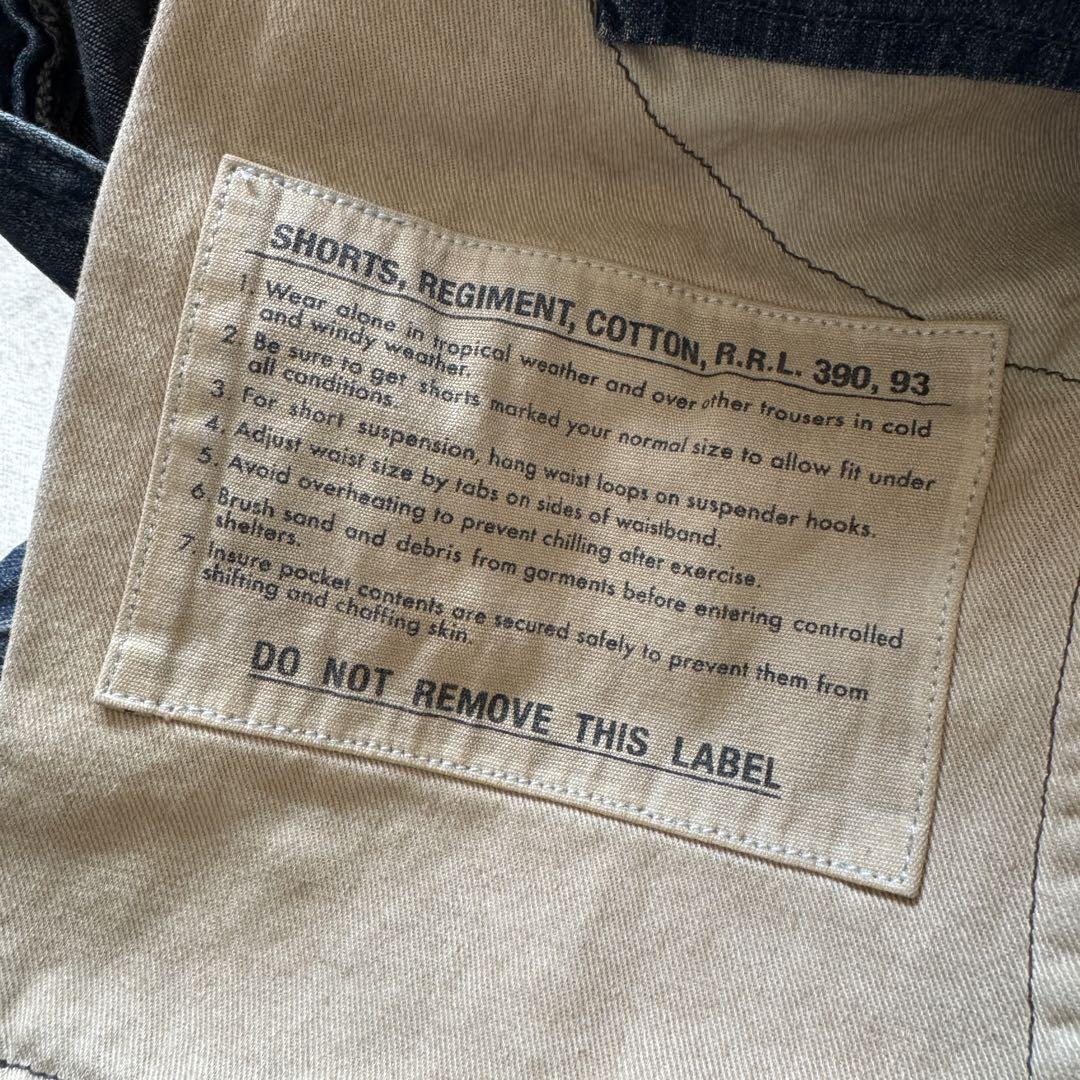 SHORTS, REGIMENT, COTTON, R.R.L. 390, 93
1. Wear alone in tropical weather and over other trousers in cold
and windy weather.
2. Be sure to get shorts marked your normal size to allow fit under
all conditions.
3. For short suspension, hang waist loops on suspender hooks.
4. Adjust waist size by tabs on sides of waistband.
5. Avoid overheating to prevent chilling after exercise.
6. Brush sand and debris from garments before entering controlled
shelters.
7. Insure pocket contents are secured safely to prevent them from
shifting and chaffing skin.
DO NOT REMOVE THIS LABEL